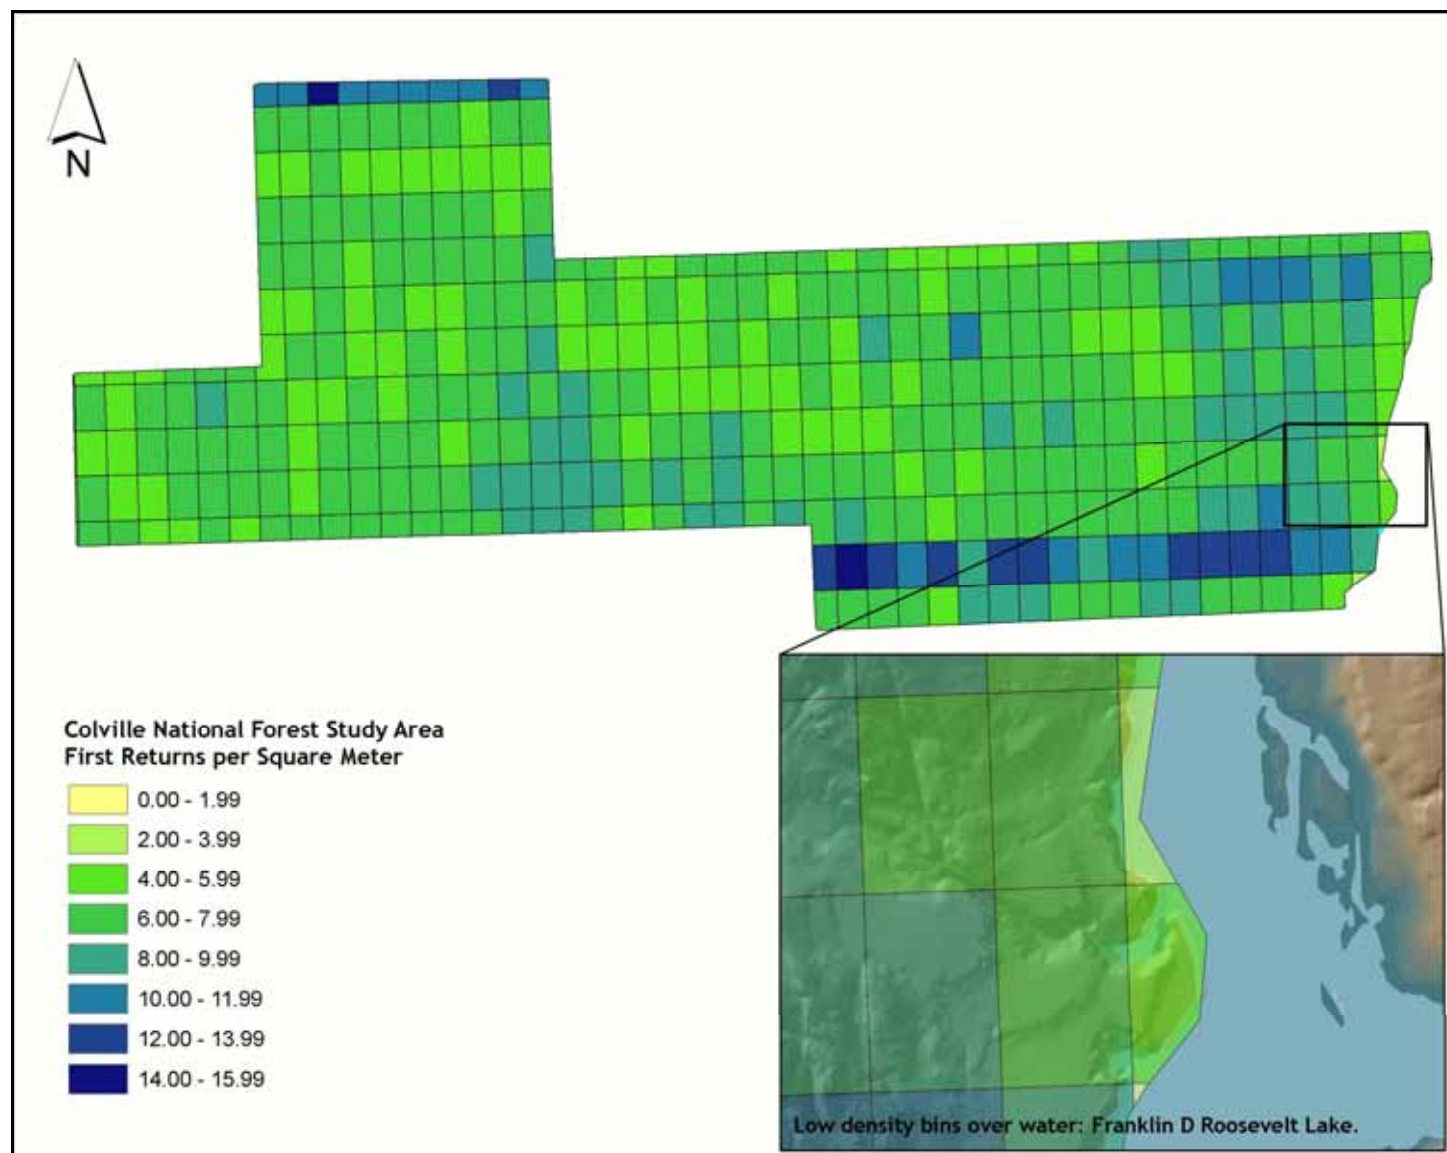 N
Colville National Forest Study Area
First Returns per Square Meter
0.00 - 1.99
2.00 - 3.99
4.00 - 5.99
6.00 - 7.99
8.00 - 9.99
10.00 - 11.99
12.00 - 13.99
14.00 - 15.99
Low density bins over water: Franklin D Roosevelt Lake.